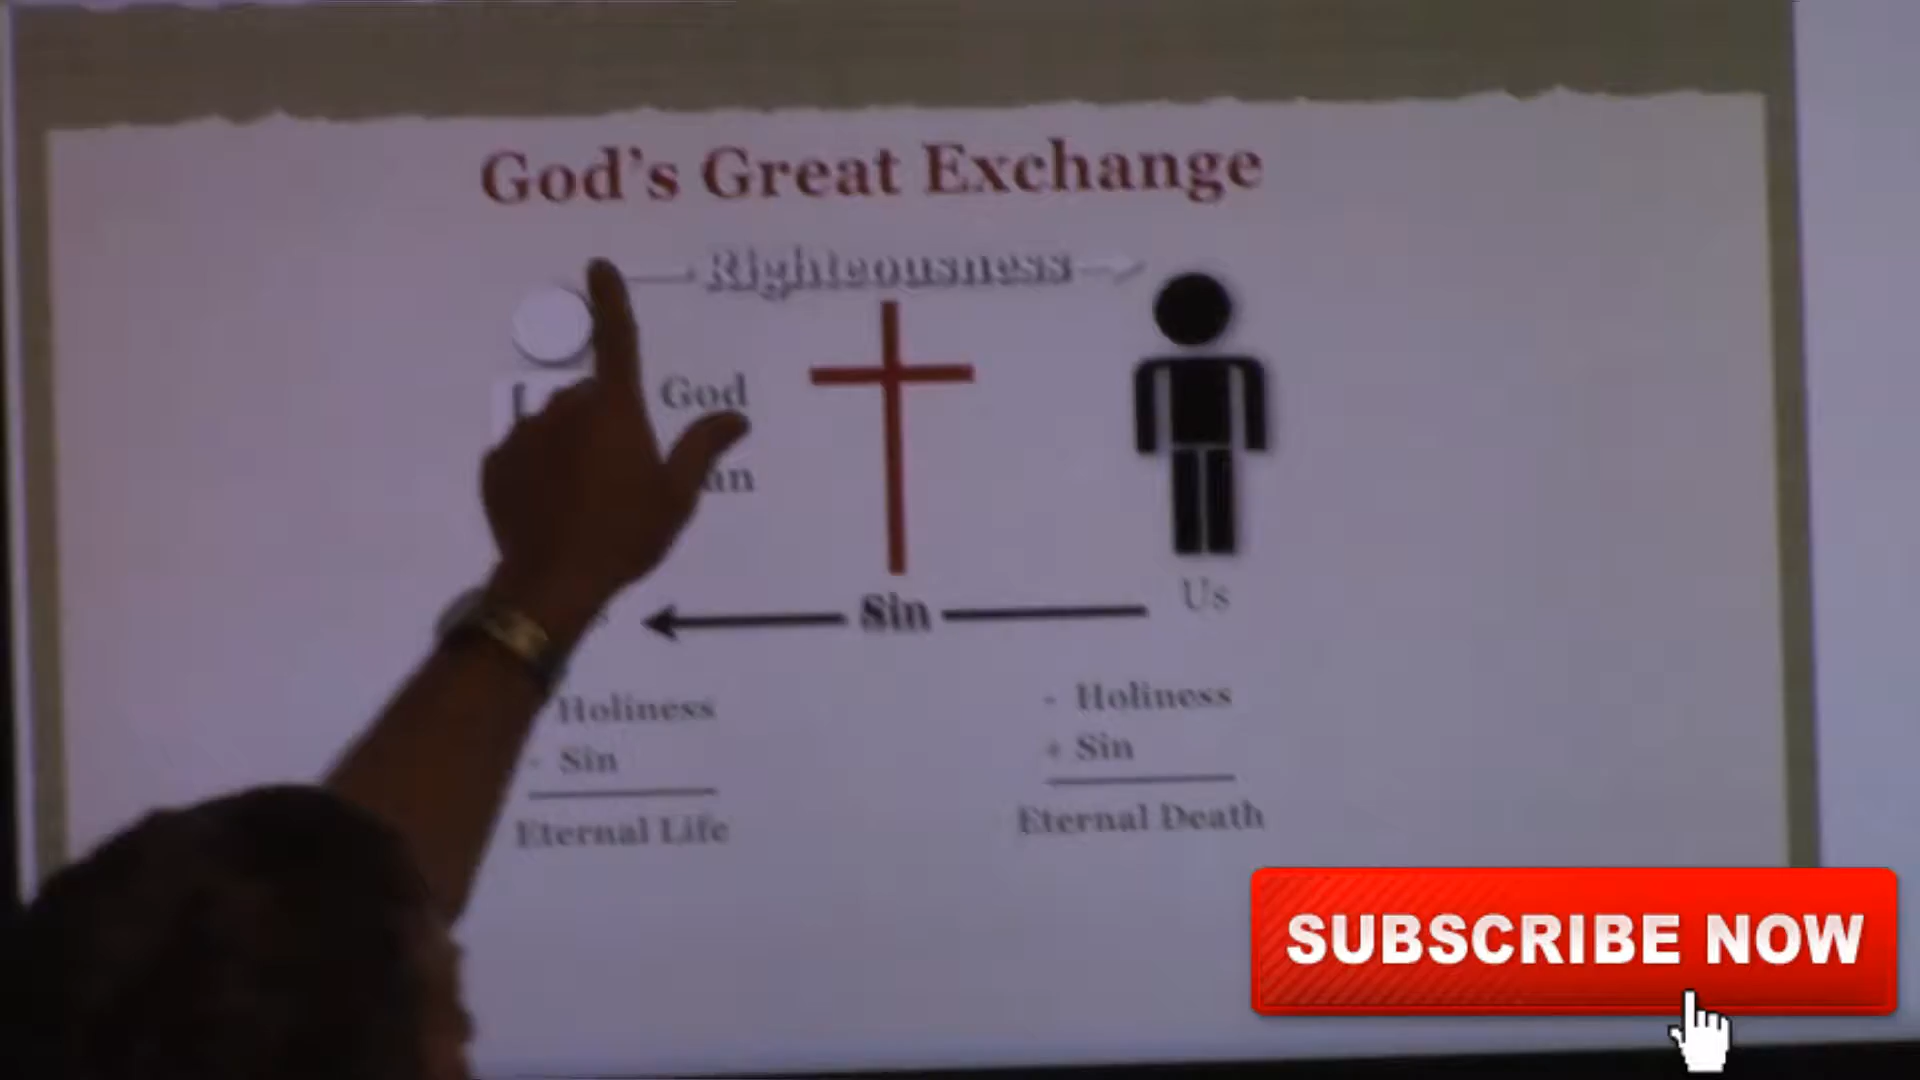 God's Great Exchange
Righteousness
God
Sin
Us
Holiness
- Sin
Eternal Life
- Holiness
+ Sin
Eternal Death
SUBSCRIBE NOW